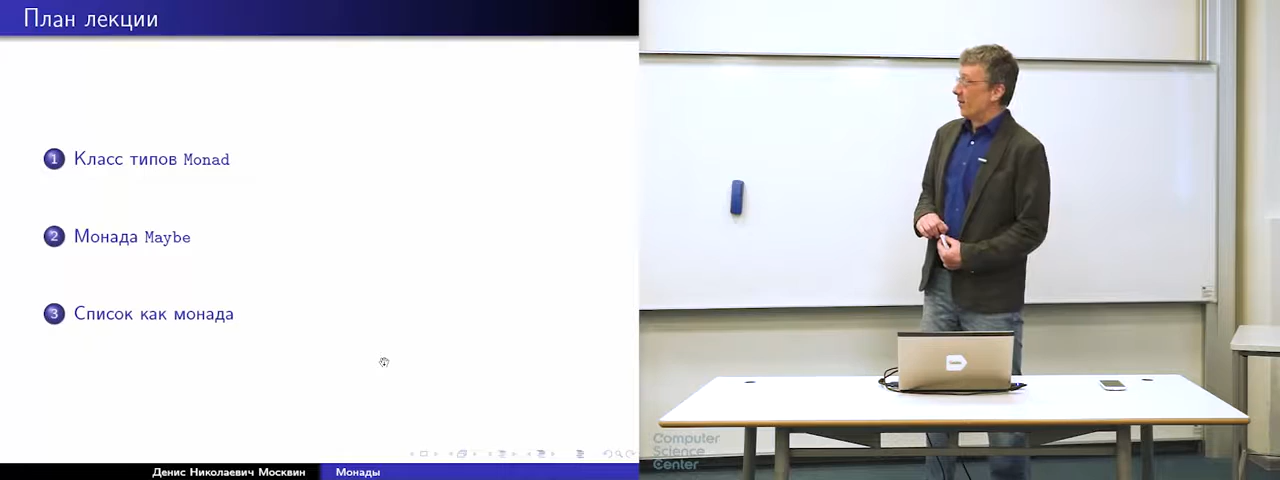 План лекции
1 Класс типов Monad
2 Монада Maybe
3 Список как монада
Денис Николаевич Москвин Монады
Computer
Science
Center